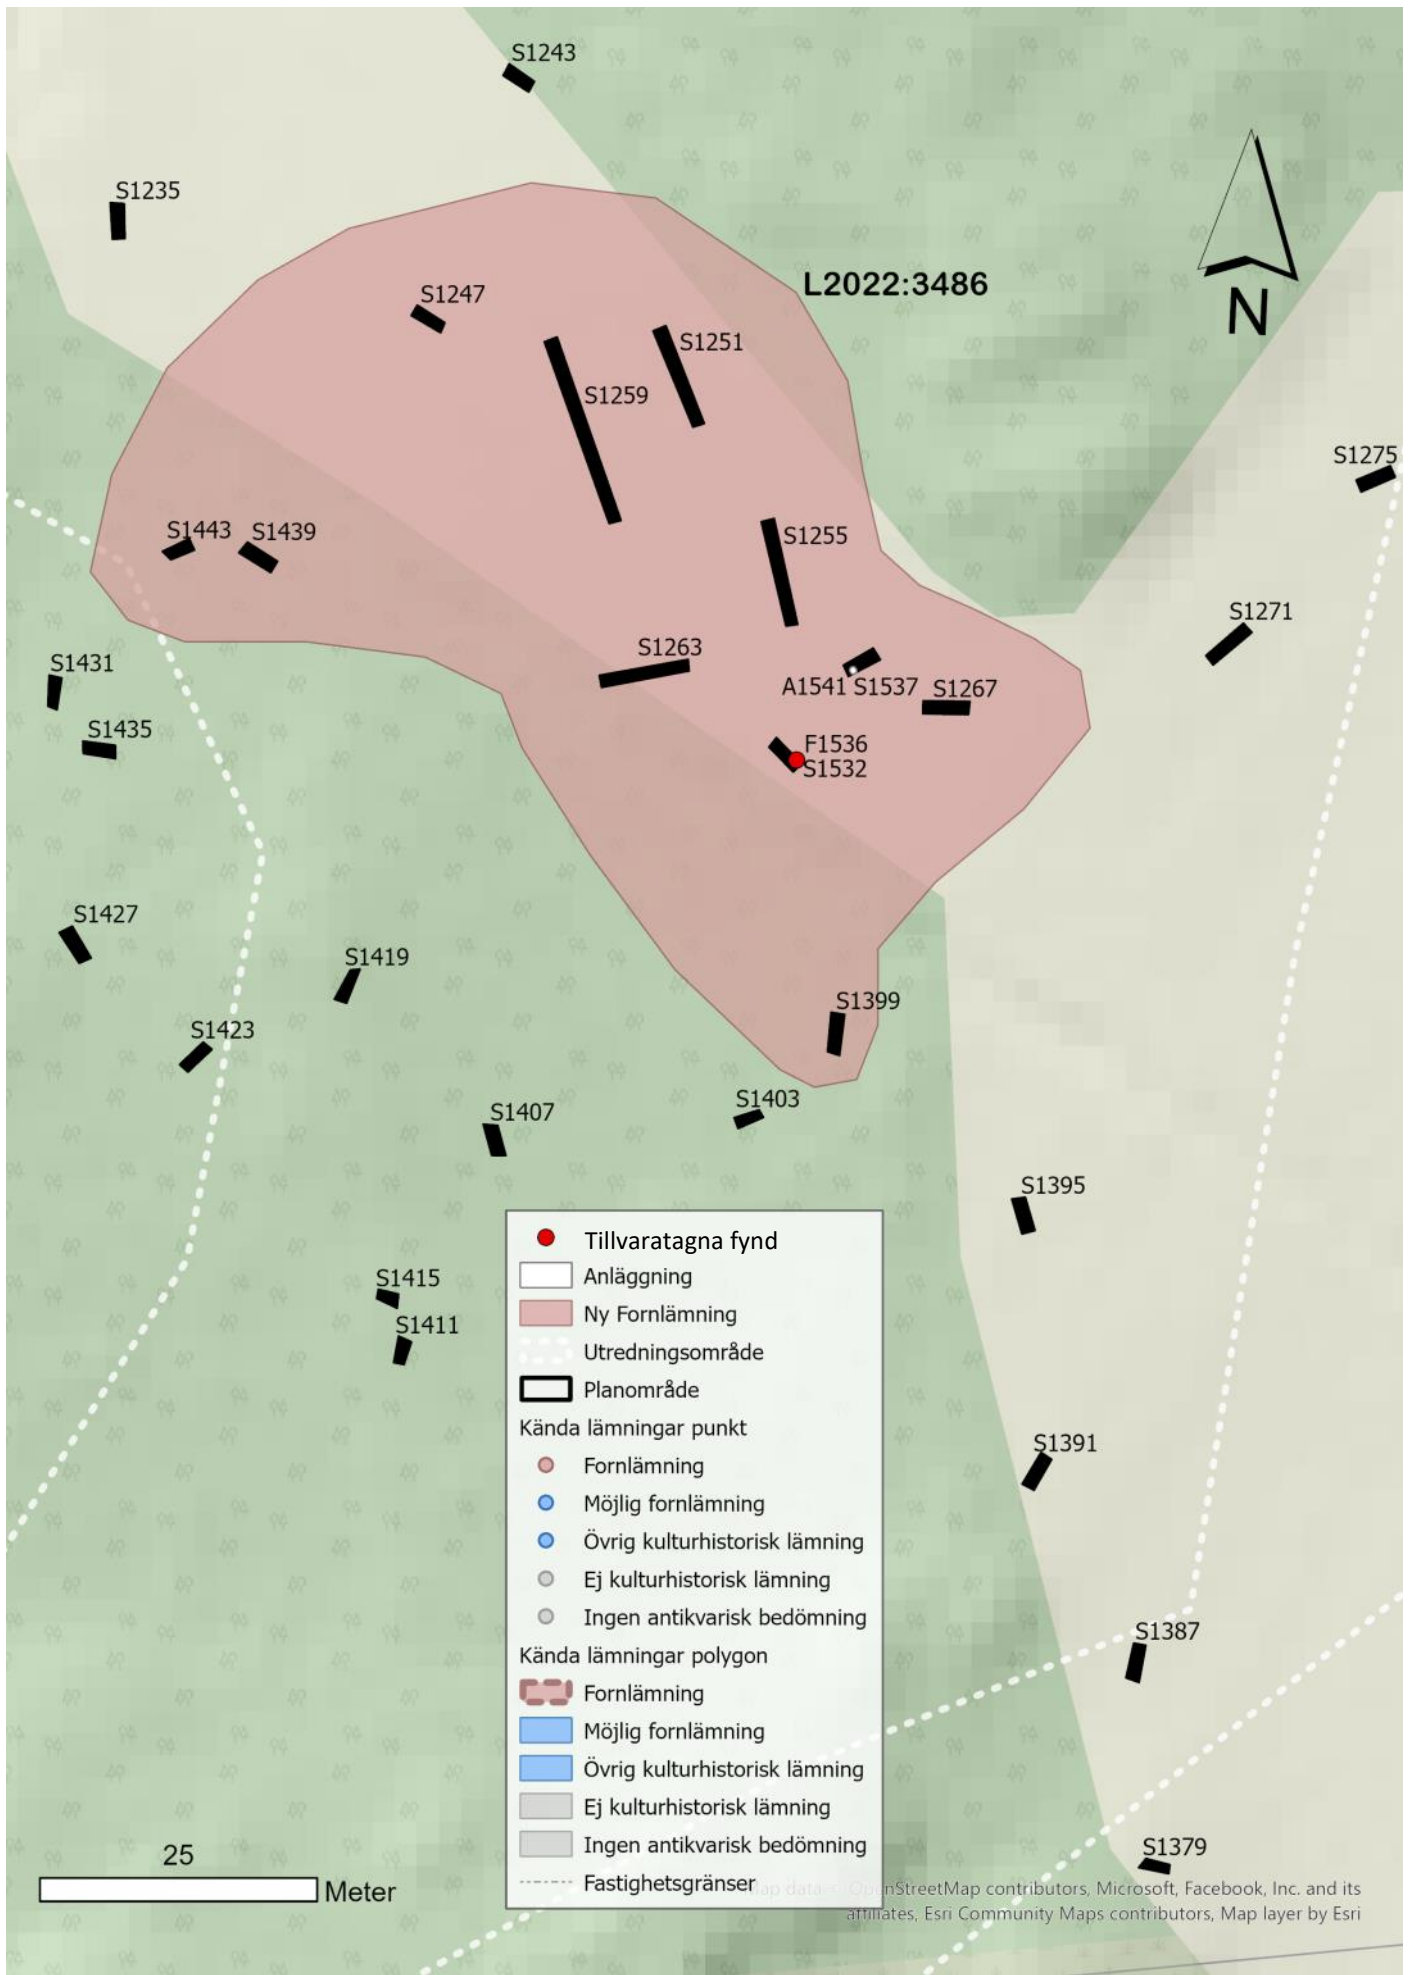 S1243
S1235
L2022:3486
S1247
N
S1251
S1259
S1275
S1443
S1439
S1255
S1271
S1263
S1431
A1541 S1537
S1267
S1435
F1536
S1532
S1427
S1419
S1399
S1423
S1403
S1407
S1395
S1415
S1411
S1391
S1387
S1379
Tillvaratagna fynd
Anläggning
Ny Fornlämning
Utredningsområde
Planområde
Kända lämningar punkt
Fornlämning
Möjlig fornlämning
Övrig kulturhistorisk lämning
Ej kulturhistorisk lämning
Ingen antikvarisk bedömning
Kända lämningar polygon
Fornlämning
Möjlig fornlämning
Övrig kulturhistorisk lämning
Ej kulturhistorisk lämning
Ingen antikvarisk bedömning
Fastighetsgränser
25
Meter
Map data OpenStreetMap contributors, Microsoft, Facebook, Inc. and its
affiliates, Esri Community Maps contributors, Map layer by Esri